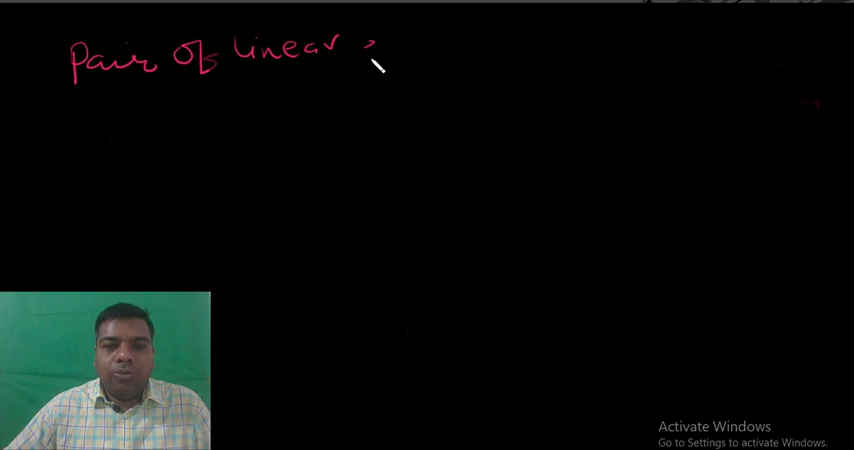 Pair of linear
Activate Windows
Go to Settings to activate Windows.